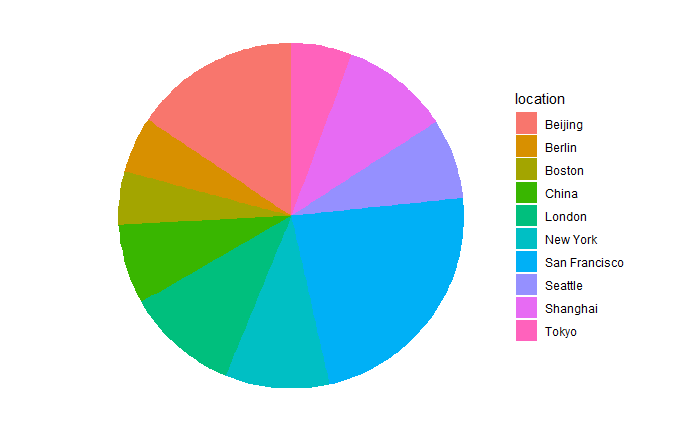 location
Beijing
Berlin
Boston
China
London
New York
San Francisco
Seattle
Shanghai
Tokyo